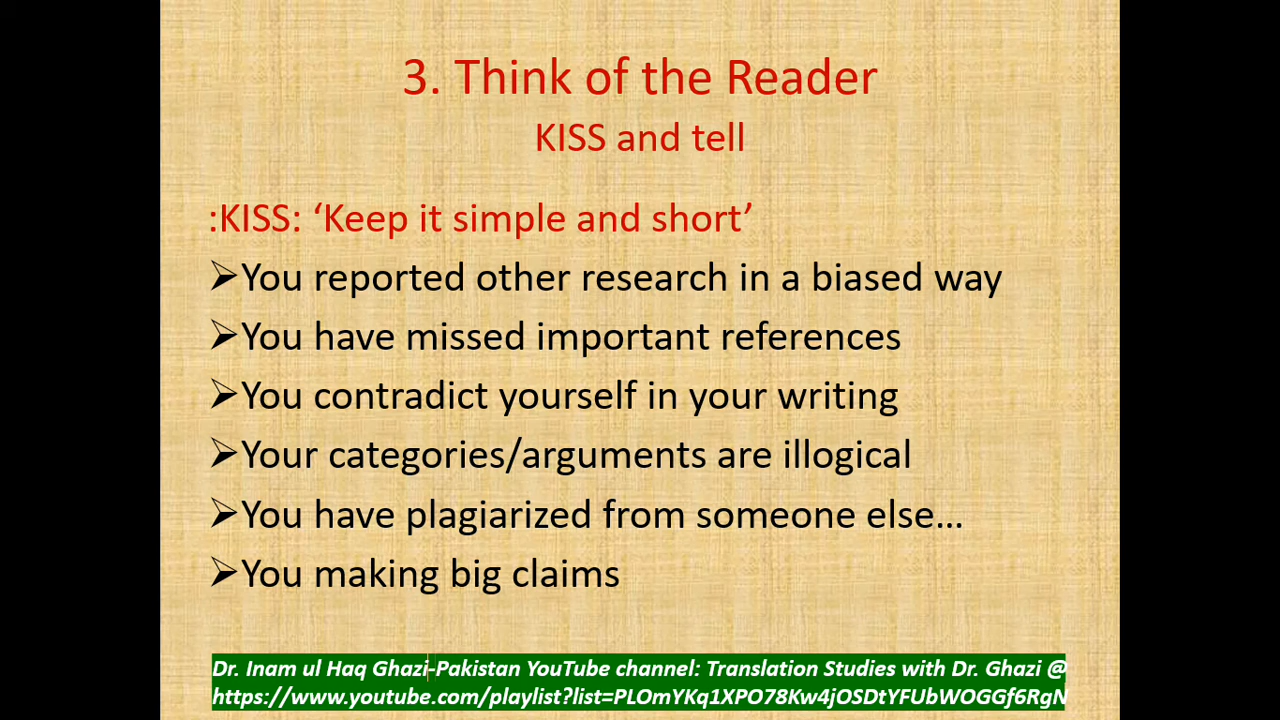 3. Think of the Reader
KISS and tell
:KISS: ‘Keep it simple and short’
➢You reported other research in a biased way
➢You have missed important references
➢You contradict yourself in your writing
➢Your categories/arguments are illogical
➢You have plagiarized from someone else...
➢You making big claims
Dr. Inam ul Haq Ghazi-Pakistan YouTube channel: Translation Studies with Dr. Ghazi @
https://www.youtube.com/playlist?list=PLOmYKq1XPO78Kw4jOSDtYFUbWOGGf6RgN